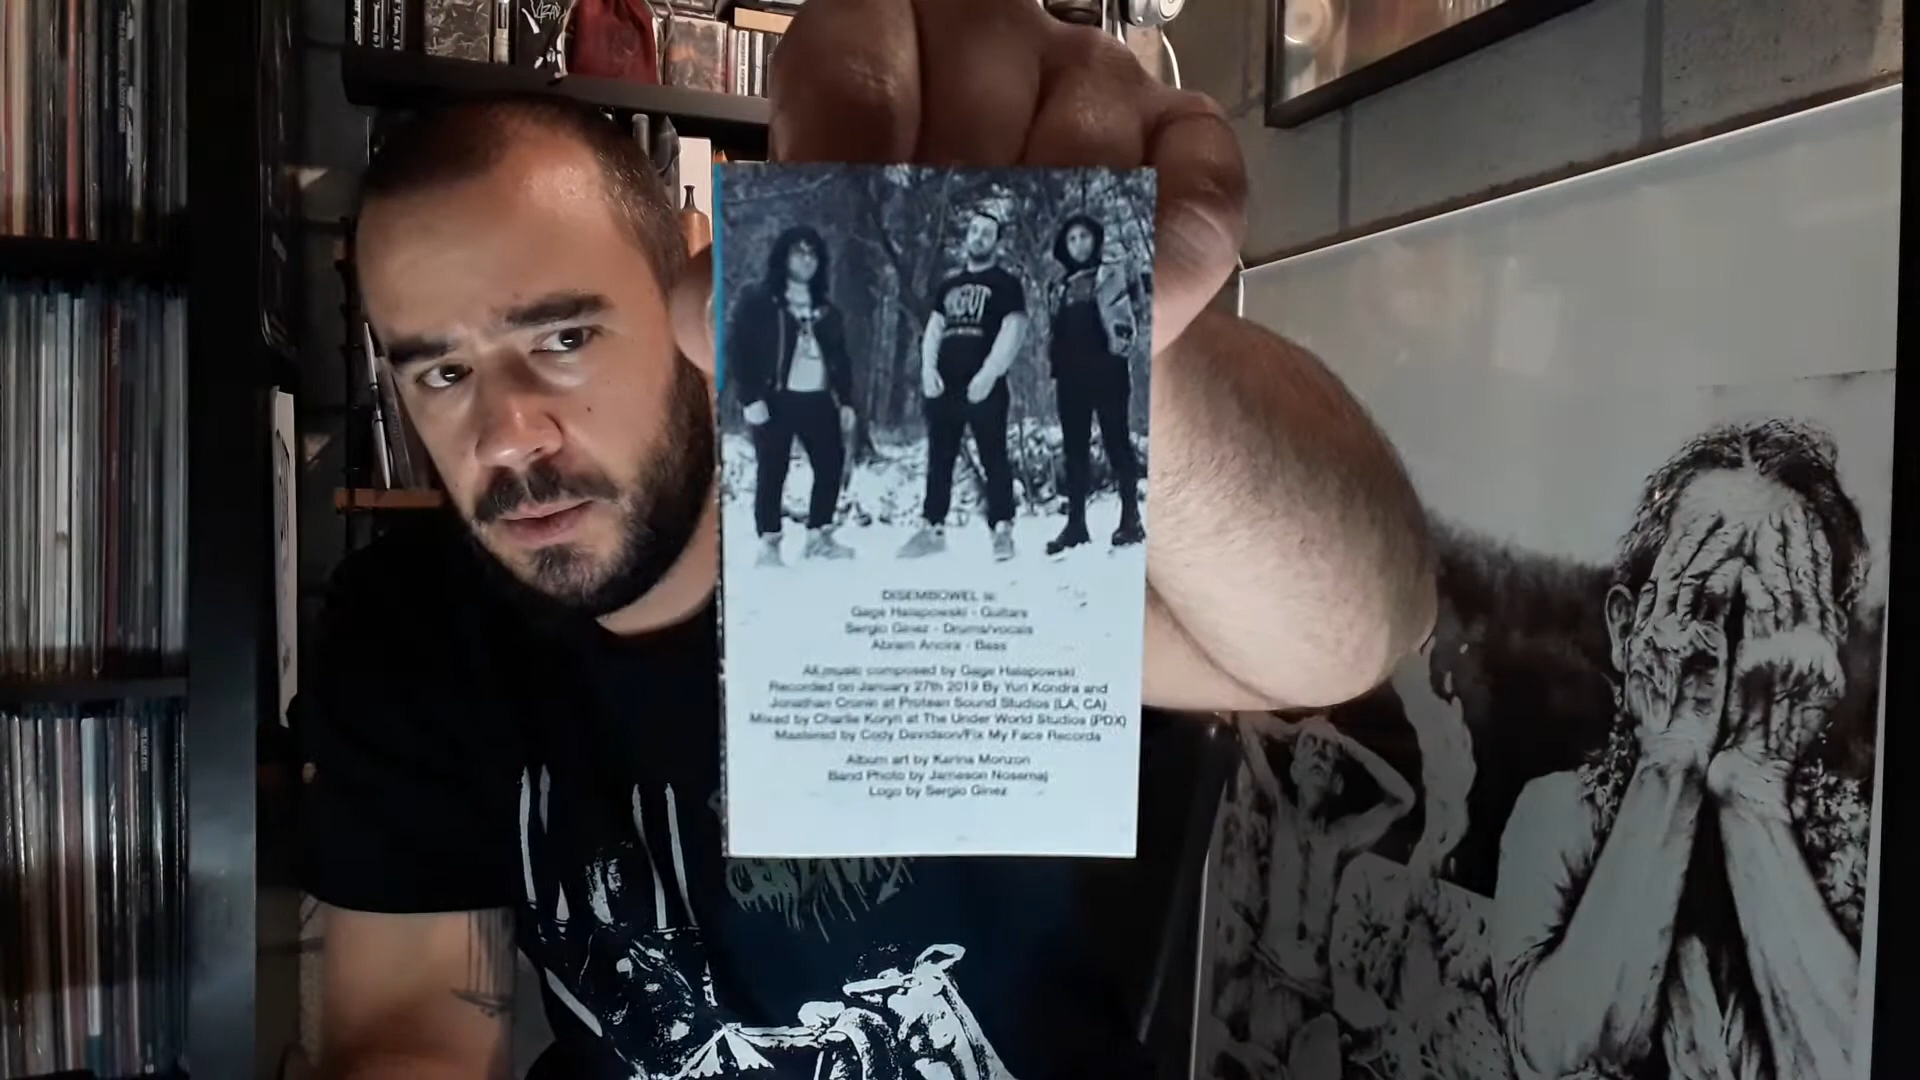 DISEMBOWEL is:
Gage Halapowski - Guitars
Sergio Ginez - Drums/vocals
Abram Ancira - Bass
All music composed by Gage Halapowski
Recorded on January 27th 2019 By Yuri Kondra and
Jonathan Cronin at Protean Sound Studios (LA, CA)
Mixed by Charlie Koryn at The Under World Studios (PDX)
Mastered by Cody Davidson/Fix My Face Records
Album art by Karina Monzon
Band Photo by Jameson Nosemaj
Logo by Sergio Ginez